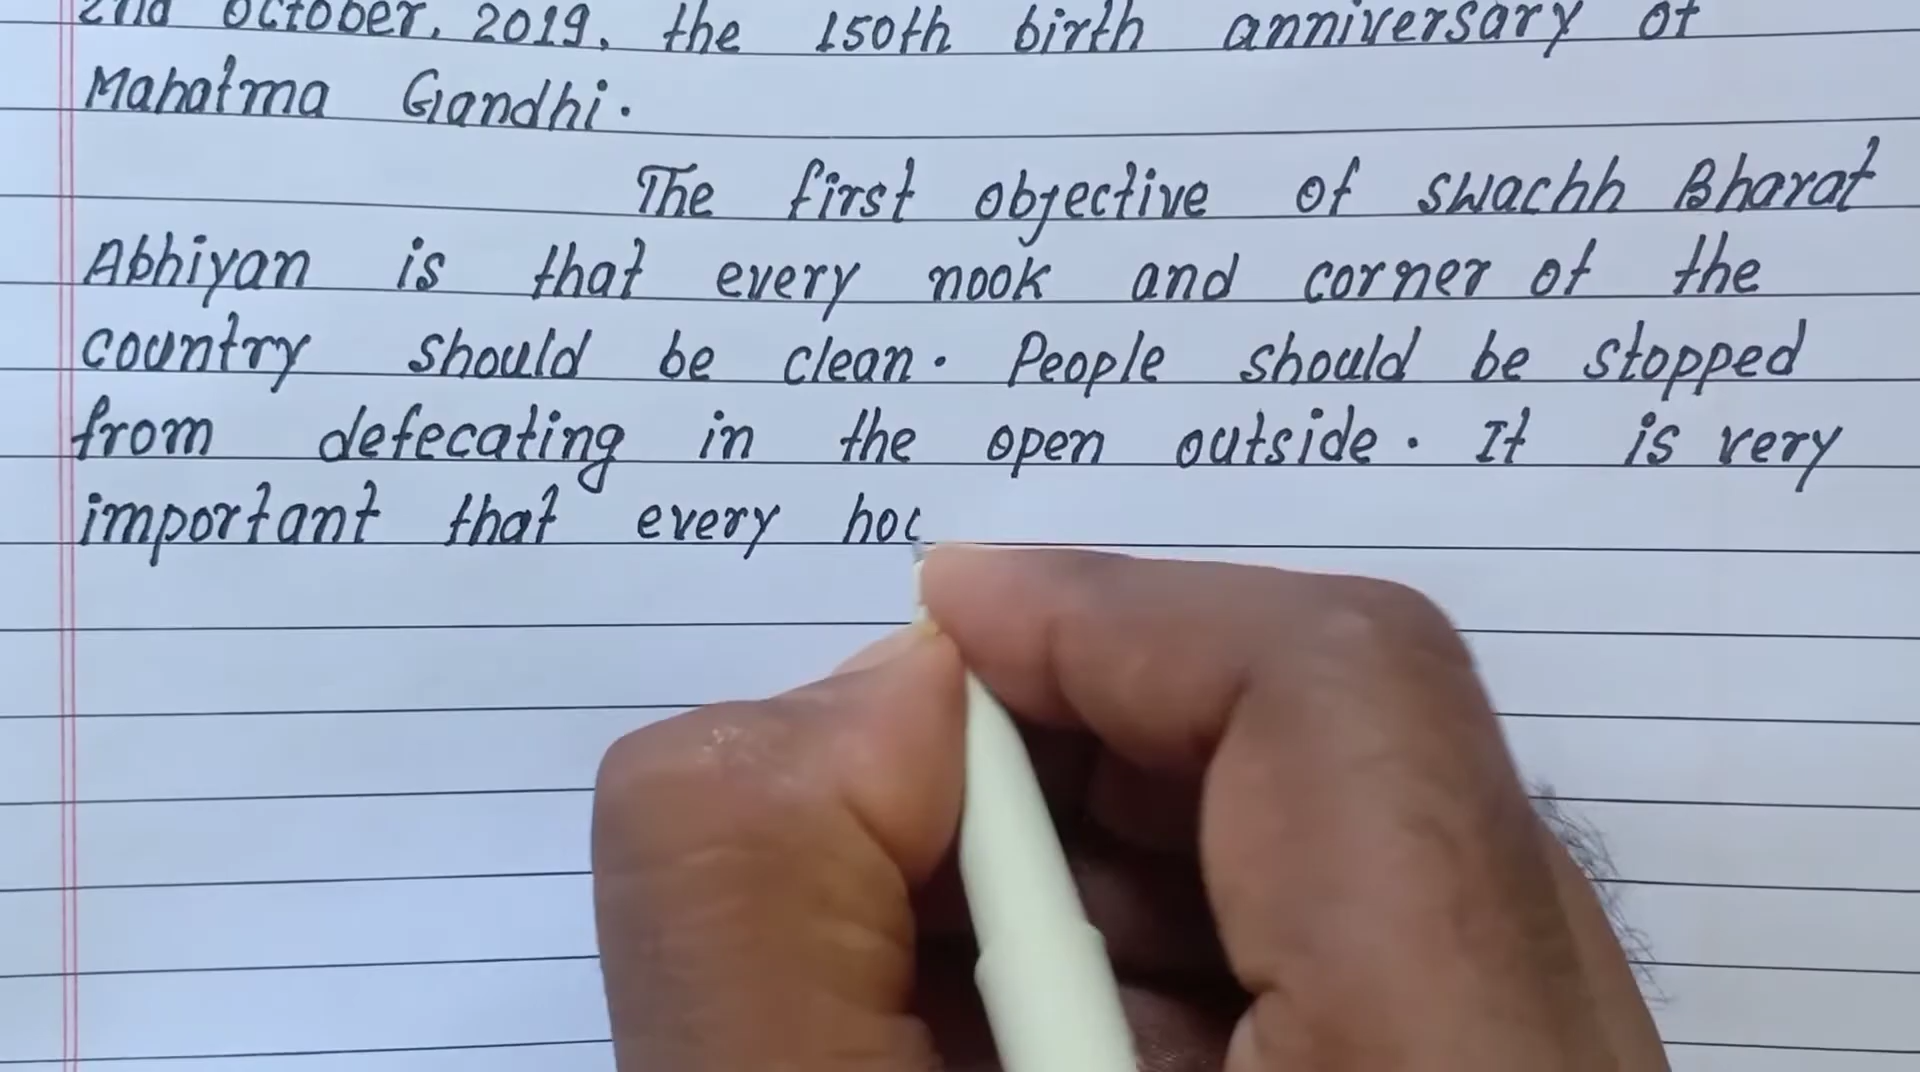 2nd October, 2019, the 150th birth anniversary of
Mahatma Gandhi.
The first objective of swachh Bharat
Abhiyan is that every nook and corner of the
country should be clean. People should be stopped
from defecating in the open outside. It is very
important that every